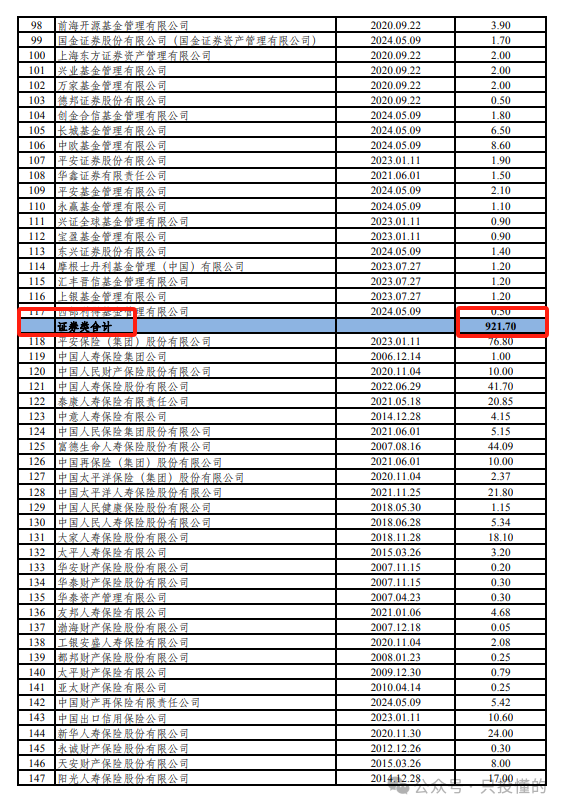 98 前海开源基金管理有限公司 2020.09.22 3.90
99 国金证券股份有限公司（国金证券资产管理有限公司） 2024.05.09 1.70
100 上海东方证券资产管理有限公司 2020.09.22 2.00
101 兴业基金管理有限公司 2020.09.22 2.00
102 万家基金管理有限公司 2020.09.22 2.00
103 德邦证券股份有限公司 2020.09.22 0.50
104 创金合信基金管理有限公司 2024.05.09 1.80
105 长城基金管理有限公司 2024.05.09 6.50
106 中欧基金管理有限公司 2024.05.09 8.60
107 平安证券股份有限公司 2023.01.11 1.90
108 华鑫证券有限责任公司 2021.06.01 1.50
109 平安基金管理有限公司 2024.05.09 2.10
110 永赢基金管理有限公司 2024.05.09 1.10
111 兴证全球基金管理有限公司 2023.01.11 0.90
112 宝盈基金管理有限公司 2023.01.11 0.90
113 东兴证券股份有限公司 2024.05.09 1.40
114 摩根士丹利基金管理（中国）有限公司 2023.07.27 1.20
115 汇丰晋信基金管理有限公司 2023.07.27 1.20
116 上银基金管理有限公司 2023.07.27 1.20
117 西部利得基金管理有限公司 2024.05.09 0.50
证券类合计 921.70
118 平安保险（集团）股份有限公司 2023.01.11 76.80
119 中国人寿保险集团公司 2006.12.14 1.00
120 中国人民财产保险股份有限公司 2020.11.04 10.00
121 中国人寿保险股份有限公司 2022.06.29 41.70
122 泰康人寿保险有限责任公司 2021.05.18 20.85
123 中意人寿保险有限公司 2014.12.28 4.15
124 中国人民保险集团股份有限公司 2021.06.01 5.15
125 富德生命人寿保险股份有限公司 2007.08.16 44.09
126 中国再保险（集团）股份有限公司 2021.06.01 10.00
127 中国太平洋保险（集团）股份有限公司 2020.11.04 2.37
128 中国太平洋人寿保险股份有限公司 2021.11.25 21.80
129 中国人民健康保险股份有限公司 2018.05.30 1.15
130 中国人民人寿保险股份有限公司 2018.06.28 5.34
131 大家人寿保险股份有限公司 2018.11.28 18.10
132 太平人寿保险有限公司 2015.03.26 3.20
133 华安财产保险股份有限公司 2007.11.15 0.20
134 华泰财产保险股份有限公司 2007.11.15 0.30
135 华泰资产管理有限公司 2007.04.23 0.30
136 友邦人寿保险有限公司 2021.01.06 4.68
137 渤海财产保险股份有限公司 2007.12.18 0.05
138 工银安盛人寿保险有限公司 2020.11.04 2.08
139 都邦财产保险股份有限公司 2008.01.23 0.25
140 太平财产保险有限公司 2009.12.30 0.79
141 亚太财产保险有限公司 2010.04.14 0.25
142 中国财产再保险有限责任公司 2024.05.09 5.42
143 中国出口信用保险公司 2023.01.11 10.60
144 新华人寿保险股份有限公司 2020.11.30 24.00
145 永诚财产保险股份有限公司 2012.12.26 0.30
146 天安财产保险股份有限公司 2015.03.26 8.00
147 阳光人寿保险股份有限公司 2014.12.28 17.00
公众号·只投懂的